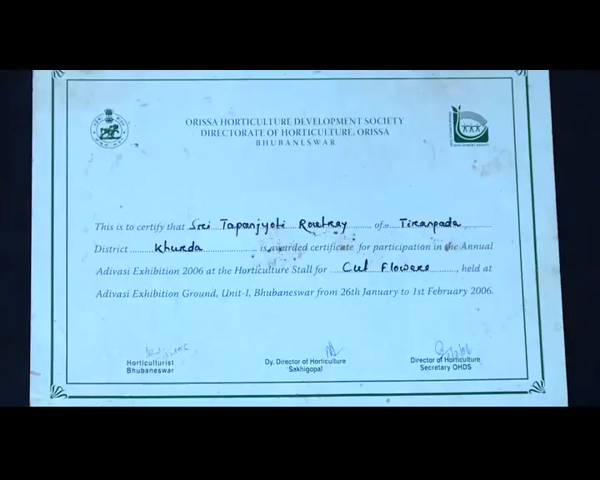 ORISSA HORTICULTURE DEVELOPMENT SOCIETY
DIRECTORATE OF HORTICULTURE, ORISSA
BHUBANESWAR
This is to certify that Sri Tapanjyoti Routray of Tiranpada
District Khurda is awarded certificate for participation in the Annual
Adivasi Exhibition 2006 at the Horticulture Stall for Cut Flowers, held at
Adivasi Exhibition Ground, Unit-I, Bhubaneswar from 26th January to 1st February 2006.
Horticulturist
Bhubaneswar
Dy. Director of Horticulture
Sakhigopal
Director of Horticulture
Secretary OHDS